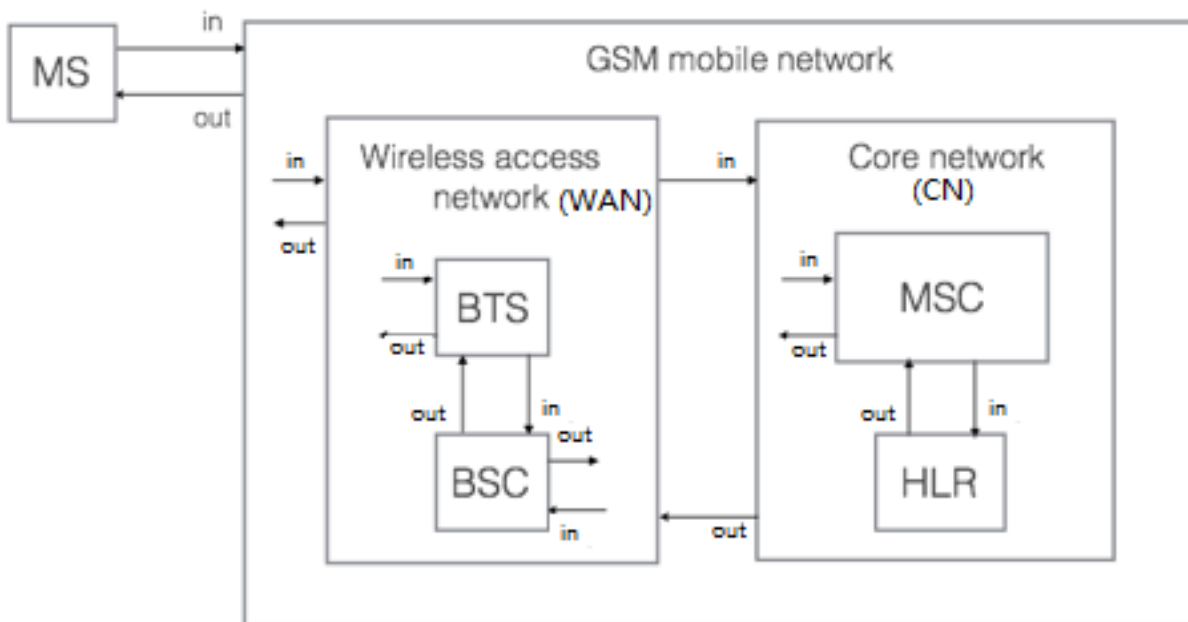 in
MS
out
GSM mobile network
in
out
Wireless access
network (WAN)
in
Core network
(CN)
in
BTS
out
out
in
out
BSC
in
in
MSC
out
out
in
HLR
out